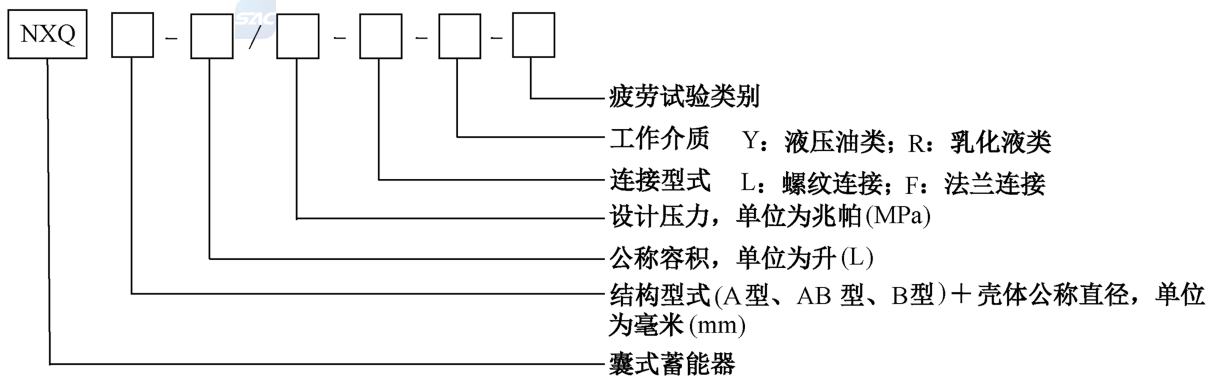 SAC
NXQ □ - □ / □ - □ - □ - □
疲劳试验类别
工作介质 Y：液压油类；R：乳化液类
连接型式 L：螺纹连接；F：法兰连接
设计压力，单位为兆帕(MPa)
公称容积，单位为升(L)
结构型式(A型、AB 型、B型)＋壳体公称直径，单位
为毫米(mm)
囊式蓄能器